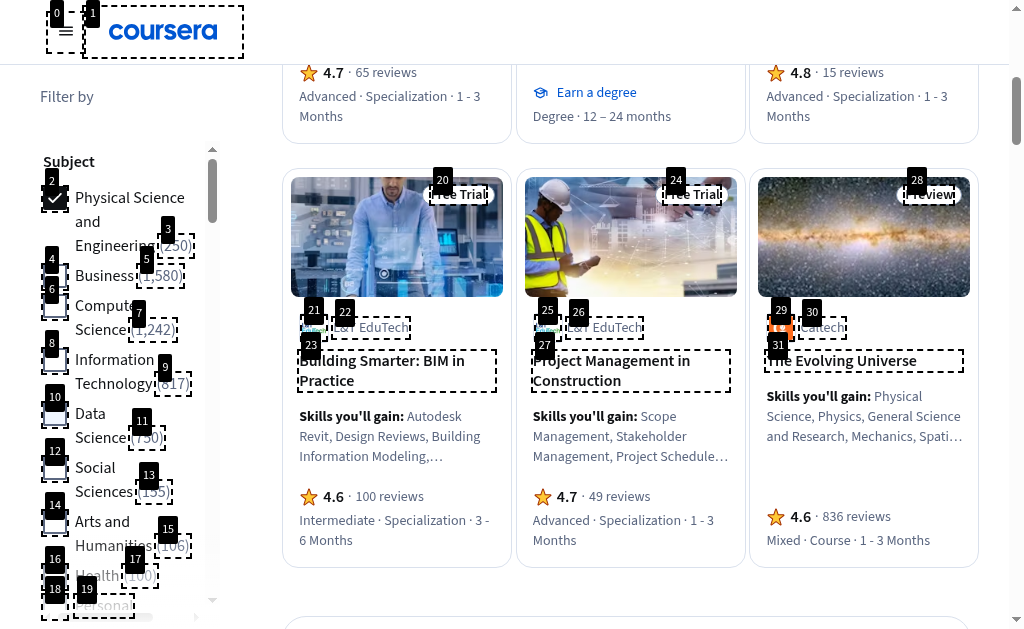 coursera
Filter by
Subject
Physical Science
and
Engineering (250)
Business (1,580)
Computer
Science (1,242)
Information
Technology (817)
Data
Science (750)
Social
Sciences (155)
Arts and
Humanities (106)
Health (100)
Personal
4.7 · 65 reviews
Advanced · Specialization · 1 - 3
Months
Earn a degree
Degree · 12 – 24 months
4.8 · 15 reviews
Advanced · Specialization · 1 - 3
Months
Free Trial
L&T EduTech
Building Smarter: BIM in
Practice
Skills you'll gain: Autodesk
Revit, Design Reviews, Building
Information Modeling,…
4.6 · 100 reviews
Intermediate · Specialization · 3 -
6 Months
Free Trial
L&T EduTech
Project Management in
Construction
Skills you'll gain: Scope
Management, Stakeholder
Management, Project Schedule…
4.7 · 49 reviews
Advanced · Specialization · 1 - 3
Months
Preview
Caltech
The Evolving Universe
Skills you'll gain: Physical
Science, Physics, General Science
and Research, Mechanics, Spati…
4.6 · 836 reviews
Mixed · Course · 1 - 3 Months
0
1
2
3
4
5
6
7
8
9
10
11
12
13
14
15
16
17
18
19
20
21
22
23
24
25
26
27
28
29
30
31